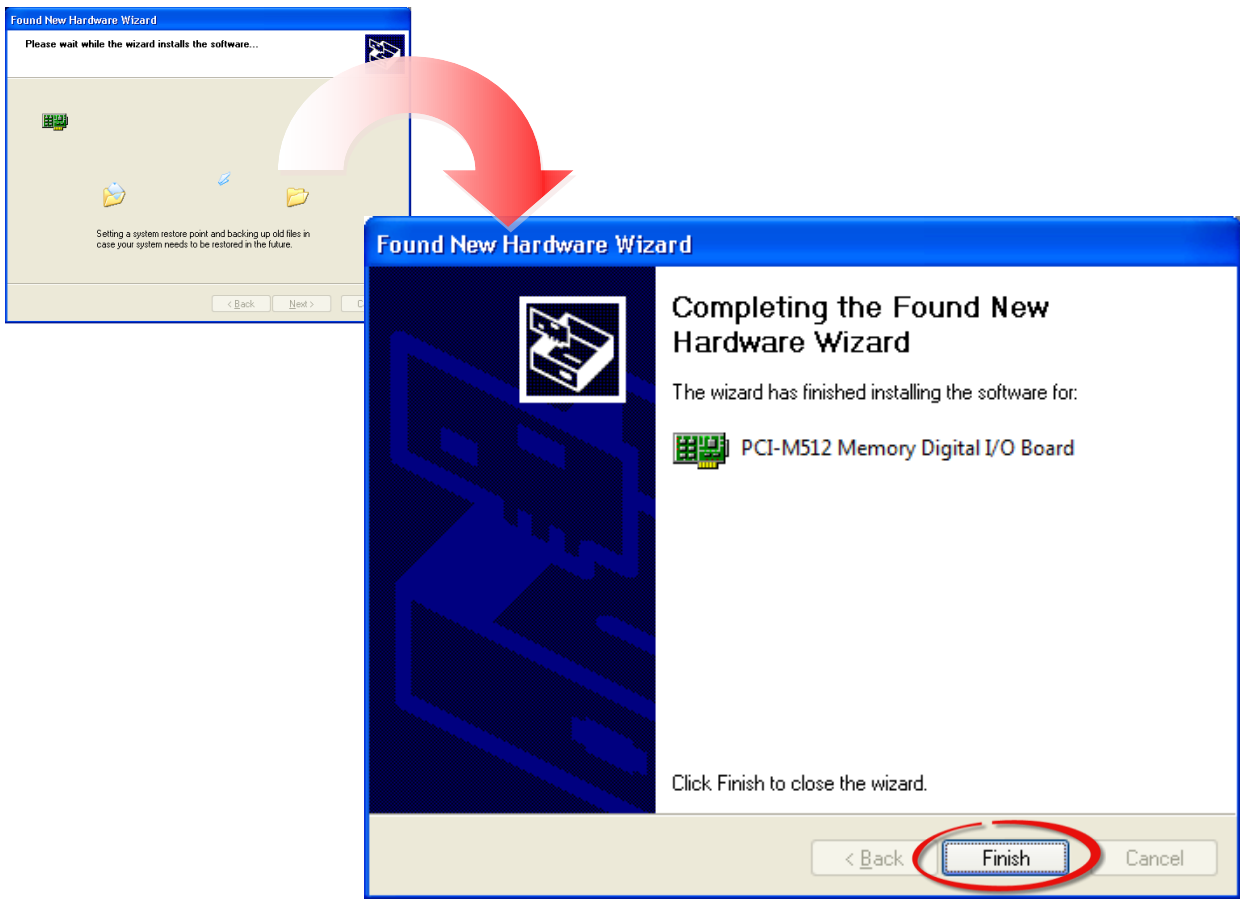 Found New Hardware Wizard
Please wait while the wizard installs the software...
Setting a system restore point and backing up old files in
case your system needs to be restored in the future.
< Back
Next >
C
Found New Hardware Wizard
Completing the Found New
Hardware Wizard
The wizard has finished installing the software for:
PCI-M512 Memory Digital I/O Board
Click Finish to close the wizard.
< Back
Finish
Cancel